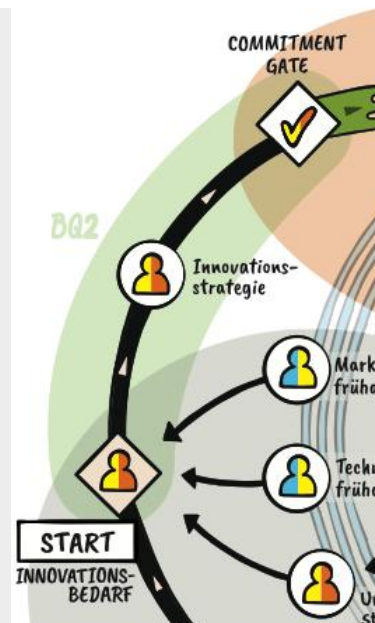 COMMITMENT
GATE
BQ2
Innovations-
strategie
START
INNOVATIONS-
BEDARF